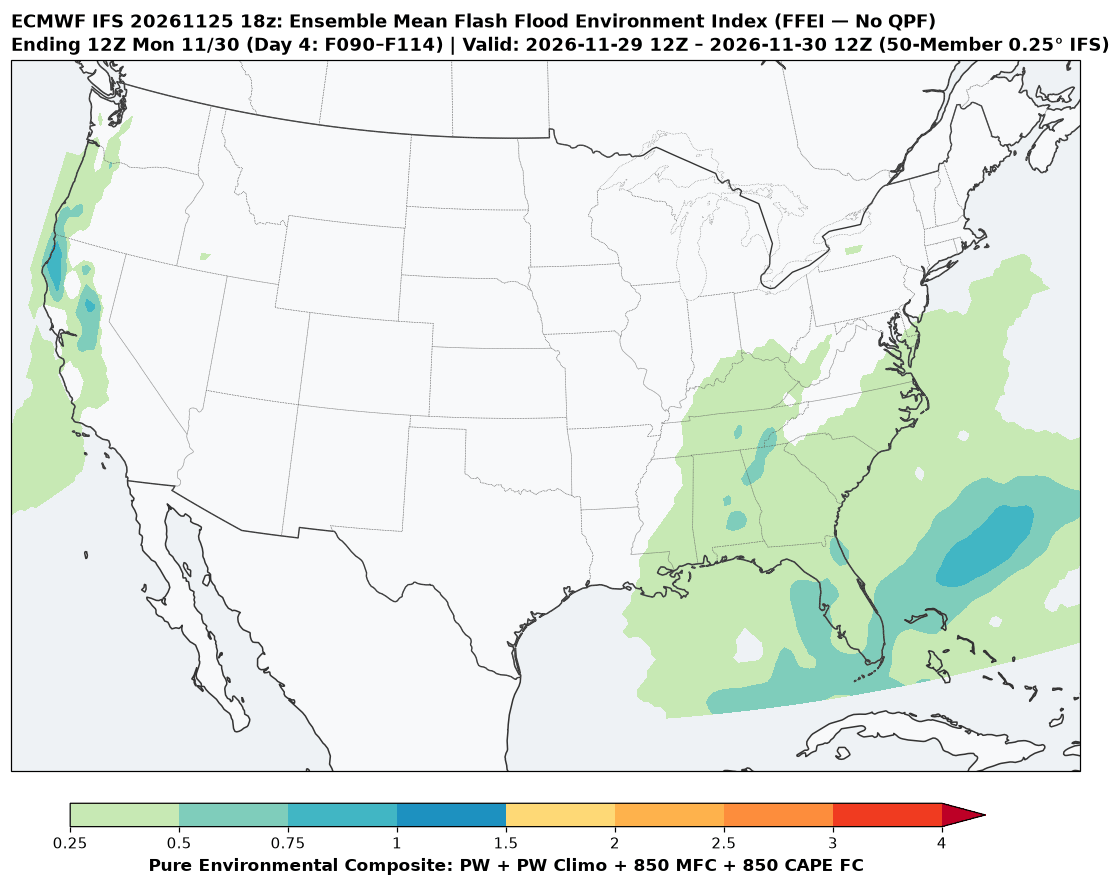 ECMWF IFS 20261125 18z: Ensemble Mean Flash Flood Environment Index (FFEI — No QPF)
Ending 12Z Mon 11/30 (Day 4: F090–F114) | Valid: 2026-11-29 12Z – 2026-11-30 12Z (50-Member 0.25° IFS)
0.25 0.5 0.75 1 1.5 2 2.5 3 4
Pure Environmental Composite: PW + PW Climo + 850 MFC + 850 CAPE FC